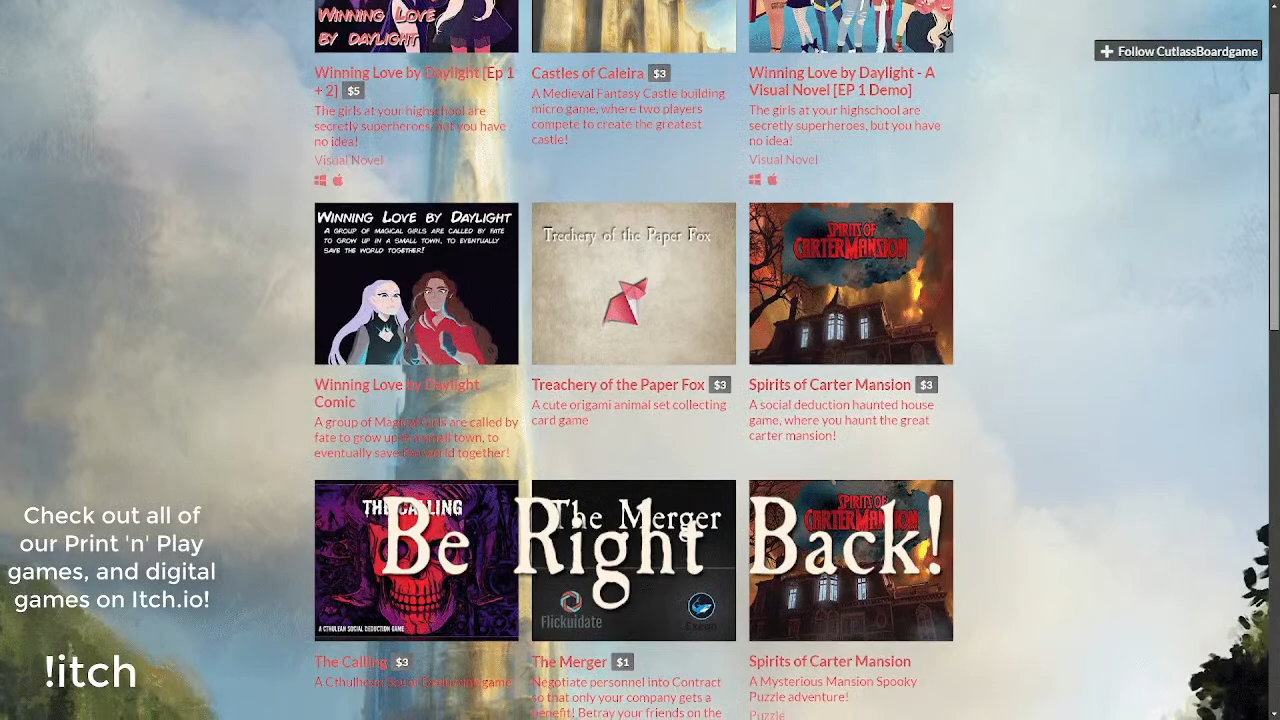 Winning Love
by Daylight
Follow CutlassBoardgame
Winning Love by Daylight [Ep 1
+ 2] $5
The girls at your highschool are
secretly superheroes, but you have
no idea!
Visual Novel
Castles of Caleira $3
A Medieval Fantasy Castle building
micro game, where two players
compete to create the greatest
castle!
Winning Love by Daylight - A
Visual Novel [EP 1 Demo]
The girls at your highschool are
secretly superheroes, but you have
no idea!
Visual Novel
Winning Love by Daylight
A group of magical girls are called by fate
to grow up in a small town, to eventually
save the world together!
Trechery of the Paper Fox
Spirits of
Carter Mansion
Winning Love by Daylight
Comic
A group of Magical Girls are called by
fate to grow up in a small town, to
eventually save the world together!
Treachery of the Paper Fox $3
A cute origami animal set collecting
card game
Spirits of Carter Mansion $3
A social deduction haunted house
game, where you haunt the great
carter mansion!
The Calling
A Cthulean Social Deduction Game
The Merger
Flickuidate
Exeon
Spirits of
Carter Mansion
Be Right Back!
The Calling $3
A Cthulhean Social Deduction game
The Merger $1
Negotiate personnel into Contract
so that only your company gets a
benefit! Betray your friends on the
Spirits of Carter Mansion
A Mysterious Mansion Spooky
Puzzle adventure!
Puzzle
Check out all of
our Print 'n' Play
games, and digital
games on Itch.io!
!itch